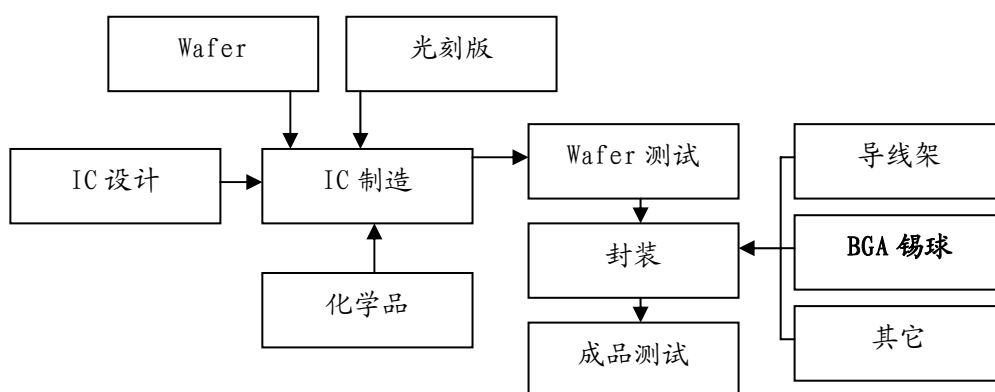 Wafer
光刻版
IC 设计
IC 制造
Wafer 测试
导线架
化学品
封装
BGA 锡球
成品测试
其它